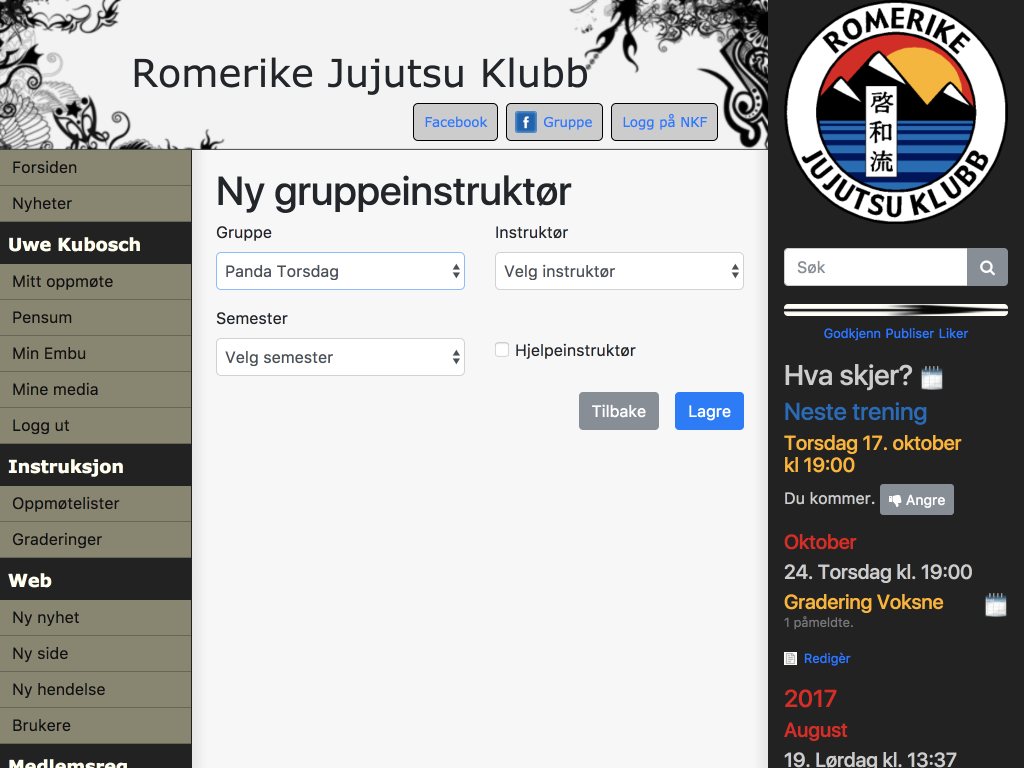 Romerike Jujutsu Klubb
Facebook
Gruppe
Logg på NKF
Forsiden
Nyheter
Uwe Kubosch
Mitt oppmøte
Pensum
Min Embu
Mine media
Logg ut
Instruksjon
Oppmøtelister
Graderinger
Web
Ny nyhet
Ny side
Ny hendelse
Brukere
Medlemsreg
Ny gruppeinstruktør
Gruppe
Instruktør
Panda Torsdag
Velg instruktør
Semester
Velg semester
Hjelpeinstruktør
Tilbake
Lagre
ROMERIKE
啓和流
JUJUTSU KLUBB
Søk
Godkjenn Publiser Liker
Hva skjer?
Neste trening
Torsdag 17. oktober
kl 19:00
Du kommer.
Angre
Oktober
24. Torsdag kl. 19:00
Gradering Voksne
1 påmeldte.
Redigèr
2017
August
19. Lørdag kl. 13:37